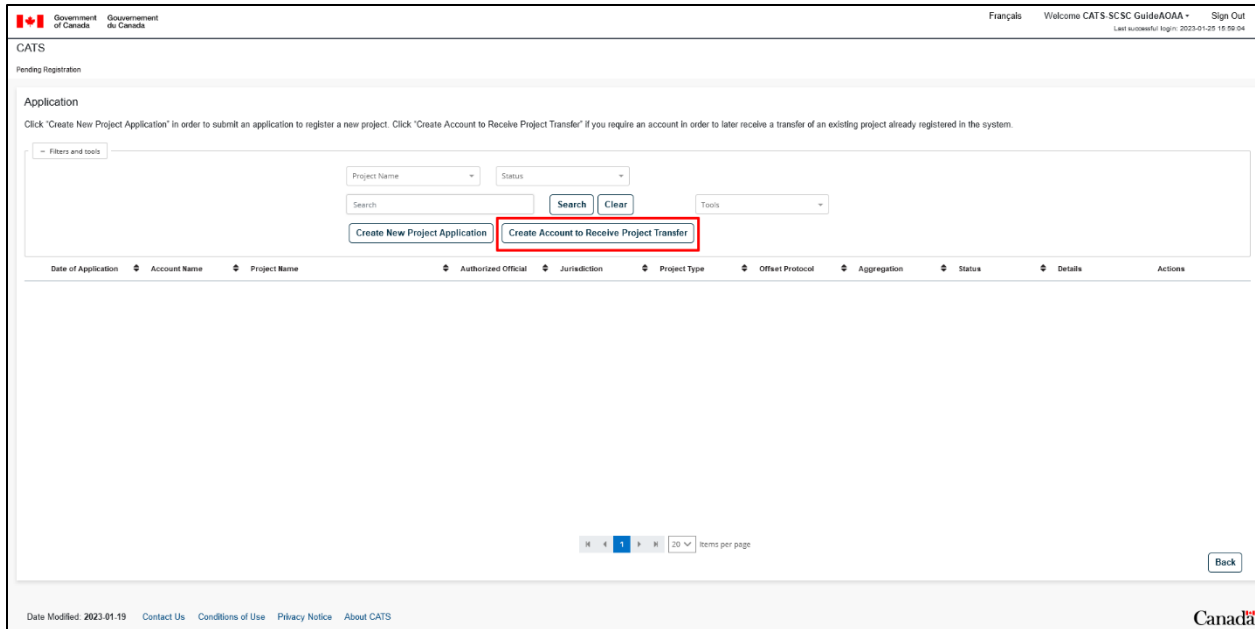 Government of Canada Gouvernement du Canada
Français Welcome CATS-SCSC GuideAOAA Sign Out
Last successful login: 2023-01-25 15:59:04
CATS
Pending Registration
Application
Click "Create New Project Application" in order to submit an application to register a new project. Click "Create Account to Receive Project Transfer" if you require an account in order to later receive a transfer of an existing project already registered in the system.
− Filters and tools
Project Name Status
Search Search Clear Tools
Create New Project Application Create Account to Receive Project Transfer
Date of Application Account Name Project Name Authorized Official Jurisdiction Project Type Offset Protocol Aggregation Status Details Actions
1 20 items per page
Back
Date Modified: 2023-01-19 Contact Us Conditions of Use Privacy Notice About CATS Canada